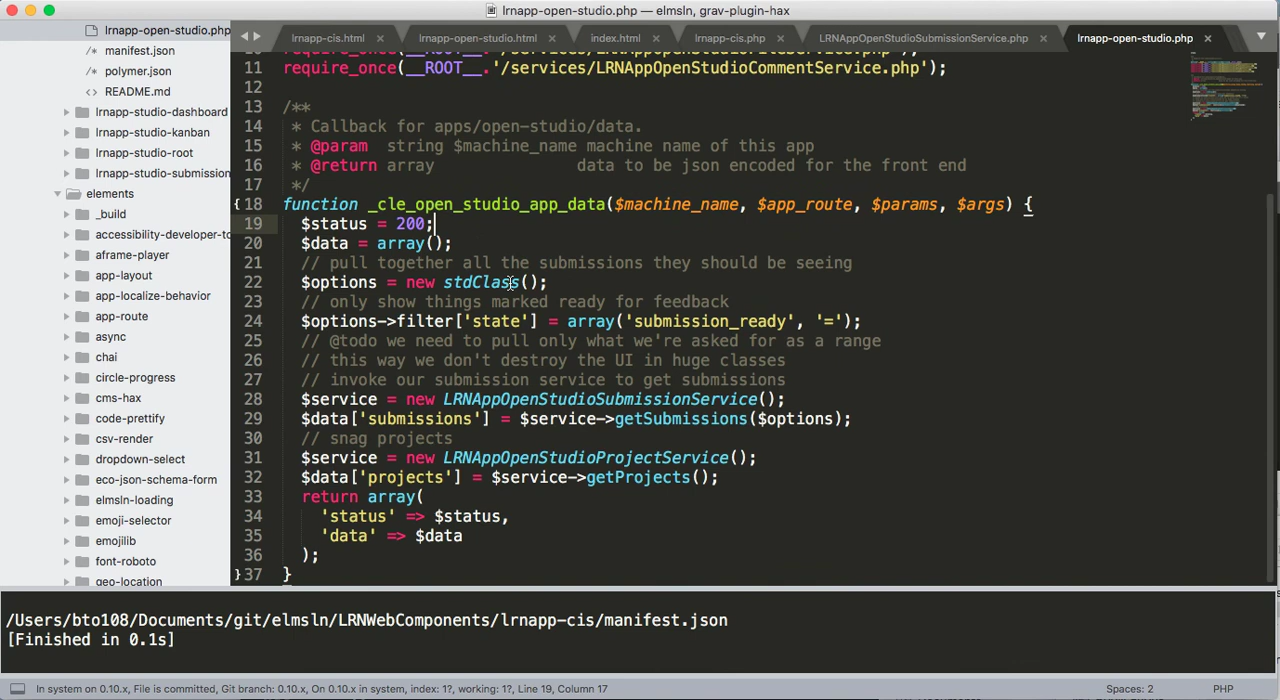 lrnapp-open-studio.php — elmsln, grav-plugin-hax
lrnapp-open-studio.php
manifest.json
polymer.json
README.md
lrnapp-studio-dashboard
lrnapp-studio-kanban
lrnapp-studio-root
lrnapp-studio-submission
elements
_build
accessibility-developer-to
aframe-player
app-layout
app-localize-behavior
app-route
async
chai
circle-progress
cms-hax
code-prettify
csv-render
dropdown-select
eco-json-schema-form
elmsln-loading
emoji-selector
emojilib
font-roboto
geo-location
lrnapp-cis.html
lrnapp-open-studio.html
index.html
lrnapp-cis.php
LRNAppOpenStudioSubmissionService.php
lrnapp-open-studio.php
11 require_once(__ROOT__.'/services/LRNAppOpenStudioCommentService.php');
12
13 /**
14 * Callback for apps/open-studio/data.
15 * @param string $machine_name machine name of this app
16 * @return array data to be json encoded for the front end
17 */
18 function _cle_open_studio_app_data($machine_name, $app_route, $params, $args) {
19 $status = 200;
20 $data = array();
21 // pull together all the submissions they should be seeing
22 $options = new stdClass();
23 // only show things marked ready for feedback
24 $options->filter['state'] = array('submission_ready', '=');
25 // @todo we need to pull only what we're asked for as a range
26 // this way we don't destroy the UI in huge classes
27 // invoke our submission service to get submissions
28 $service = new LRNAppOpenStudioSubmissionService();
29 $data['submissions'] = $service->getSubmissions($options);
30 // snag projects
31 $service = new LRNAppOpenStudioProjectService();
32 $data['projects'] = $service->getProjects();
33 return array(
34 'status' => $status,
35 'data' => $data
36 );
37 }
/Users/bto108/Documents/git/elmsln/LRNWebComponents/lrnapp-cis/manifest.json
[Finished in 0.1s]
In system on 0.10.x, File is committed, Git branch: 0.10.x, On 0.10.x in system, index: 1?, working: 1?, Line 19, Column 17
Spaces: 2
PHP